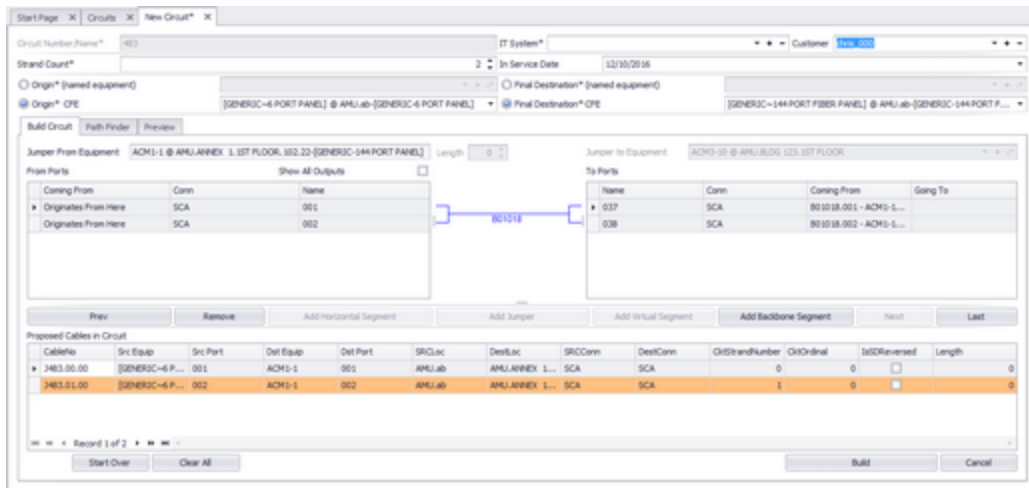 Start Page Circuits New Circuit*
Circuit Number/Name* 483 IT System* Customer chris_000
Strand Count* 2 In Service Date 12/10/2016
Origin* (named equipment) Final Destination* (named equipment)
Origin* CFE [GENERIC~6 PORT PANEL] @ AMU.ab-[GENERIC-6 PORT PANEL] Final Destination* CFE [GENERIC~144 PORT FIBER PANEL] @ AMU.ab-[GENERIC-144 PORT F...
Build Circuit Path Finder Preview
Jumper From Equipment ACM1-1 @ AMU.ANNEX 1.1ST FLOOR.102.22-[GENERIC-144 PORT PANEL] Length 0 Jumper to Equipment ACM3-10 @ AMU.BLDG 123.1ST FLOOR
From Ports Show All Outputs To Ports
Coming From Conn Name Name Conn Coming From Going To
Originates From Here SCA 001 037 SCA B01018.001 - ACM1-1...
Originates From Here SCA 002 038 SCA B01018.002 - ACM1-1...
B01018
Prev Remove Add Horizontal Segment Add Jumper Add Virtual Segment Add Backbone Segment Next Last
Proposed Cables in Circuit
CableNo Src Equip Src Port Dst Equip Dst Port SRCLoc DestLoc SRCConn DestConn CktStrandNumber CktOrdinal IsSDReversed Length
J483.00.00 [GENERIC~6 P... 001 ACM1-1 001 AMU.ab AMU.ANNEX 1... SCA SCA 0 0 0
J483.01.00 [GENERIC~6 P... 002 ACM1-1 002 AMU.ab AMU.ANNEX 1... SCA SCA 1 0 0
Record 1 of 2
Start Over Clear All Build Cancel